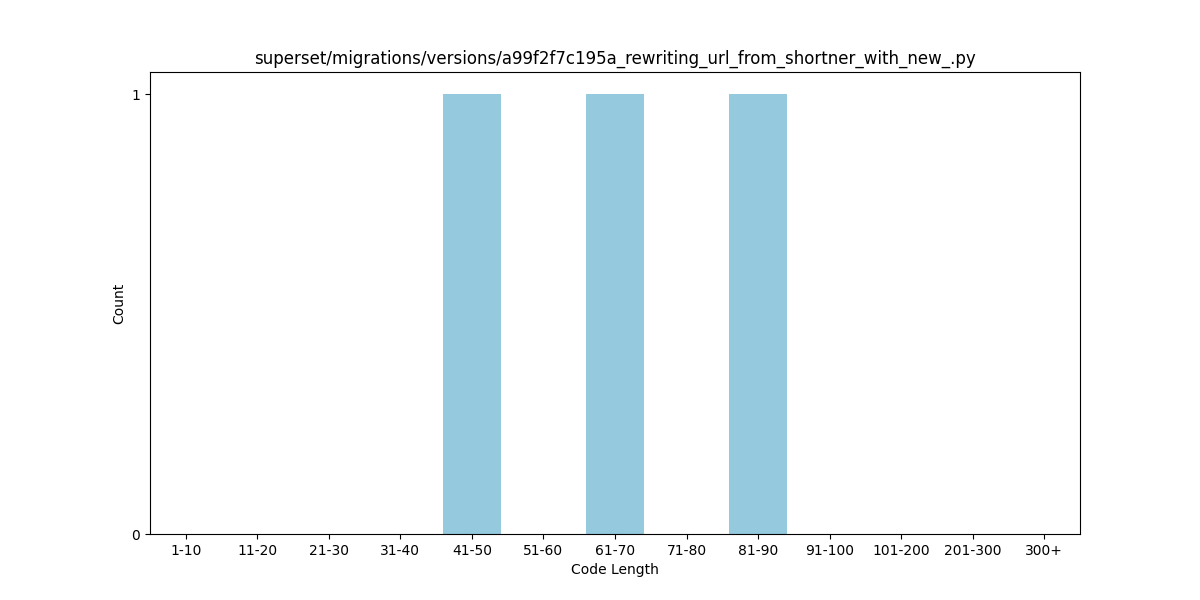 superset/migrations/versions/a99f2f7c195a_rewriting_url_from_shortner_with_new_.py
Count
1
0
1-10 11-20 21-30 31-40 41-50 51-60 61-70 71-80 81-90 91-100 101-200 201-300 300+
Code Length